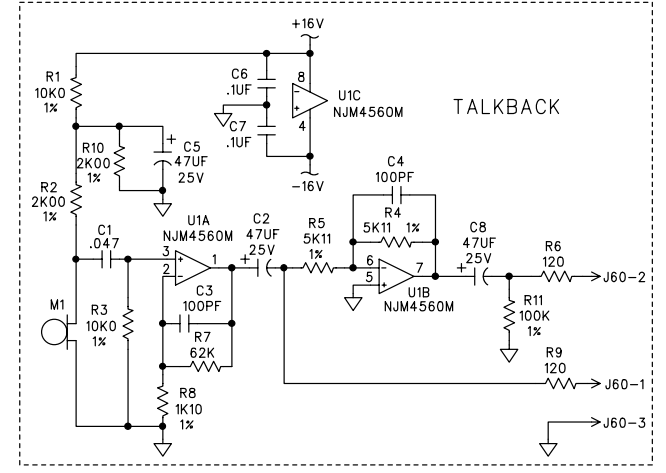 +16V
R1
10K0
1%
C6
.1UF
8
U1C
NJM4560M
4
TALKBACK
C7
.1UF
-16V
R10
2K00
1%
+
C5
47UF
25V
R2
2K00
1%
C4
100PF
R4
5K11 1%
C1
.047
U1A
NJM4560M
3
2
1
C2
47UF
25V
+
R5
5K11
1%
6
5
7
U1B
NJM4560M
C8
47UF
25V
+
R6
120
J60-2
M1
R3
10K0
1%
C3
100PF
R7
62K
R11
100K
1%
R8
1K10
1%
R9
120
J60-1
J60-3